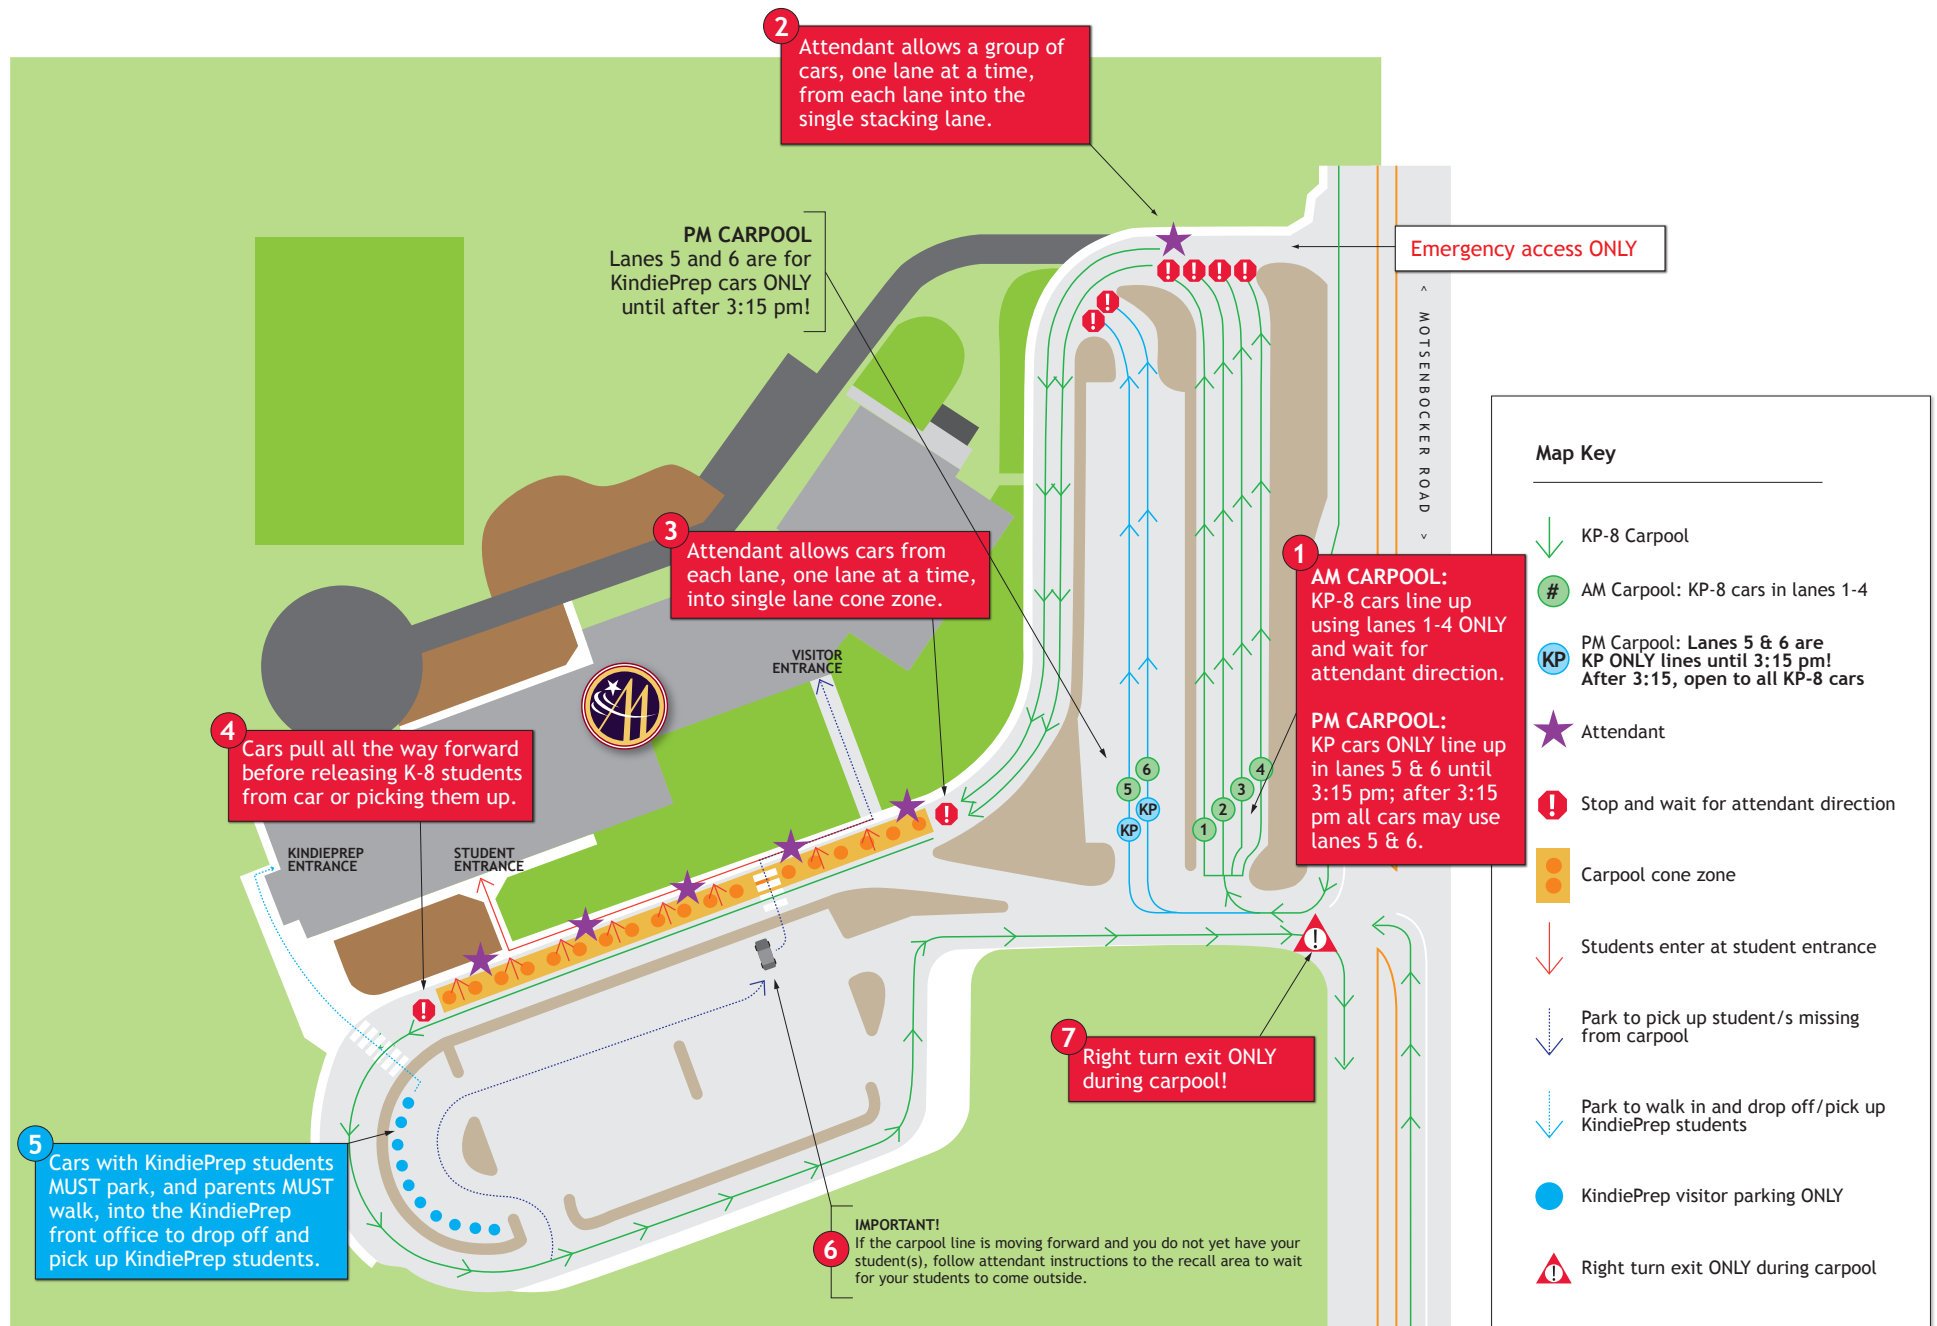 2
Attendant allows a group of
cars, one lane at a time,
from each lane into the
single stacking lane.
PM CARPOOL
Lanes 5 and 6 are for
KindiePrep cars ONLY
until after 3:15 pm!
Emergency access ONLY
< MOTSENBOCKER ROAD >
3
Attendant allows cars from
each lane, one lane at a time,
into single lane cone zone.
1
AM CARPOOL:
KP-8 cars line up
using lanes 1-4 ONLY
and wait for
attendant direction.
PM CARPOOL:
KP cars ONLY line up
in lanes 5 & 6 until
3:15 pm; after 3:15
pm all cars may use
lanes 5 & 6.
VISITOR
ENTRANCE
M
4
Cars pull all the way forward
before releasing K-8 students
from car or picking them up.
KINDIEPREP
ENTRANCE
STUDENT
ENTRANCE
6
5
KP
KP
4
3
2
1
5
Cars with KindiePrep students
MUST park, and parents MUST
walk, into the KindiePrep
front office to drop off and
pick up KindiePrep students.
6
IMPORTANT!
If the carpool line is moving forward and you do not yet have your
student(s), follow attendant instructions to the recall area to wait
for your students to come outside.
7
Right turn exit ONLY
during carpool!
Map Key
KP-8 Carpool
#
AM Carpool: KP-8 cars in lanes 1-4
KP
PM Carpool: Lanes 5 & 6 are
KP ONLY lines until 3:15 pm!
After 3:15, open to all KP-8 cars
Attendant
!
Stop and wait for attendant direction
Carpool cone zone
Students enter at student entrance
Park to pick up student/s missing
from carpool
Park to walk in and drop off/pick up
KindiePrep students
KindiePrep visitor parking ONLY
!
Right turn exit ONLY during carpool